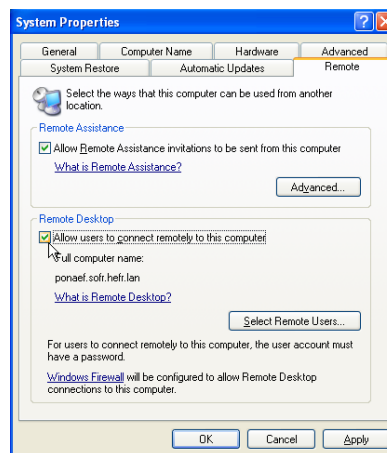 System Properties
General Computer Name Hardware Advanced
System Restore Automatic Updates Remote
Select the ways that this computer can be used from another
location.
Remote Assistance
Allow Remote Assistance invitations to be sent from this computer
What is Remote Assistance?
Advanced...
Remote Desktop
Allow users to connect remotely to this computer
Full computer name:
ponaef.sofr.hefr.lan
What is Remote Desktop?
Select Remote Users...
For users to connect remotely to this computer, the user account must
have a password.
Windows Firewall will be configured to allow Remote Desktop
connections to this computer.
OK Cancel Apply